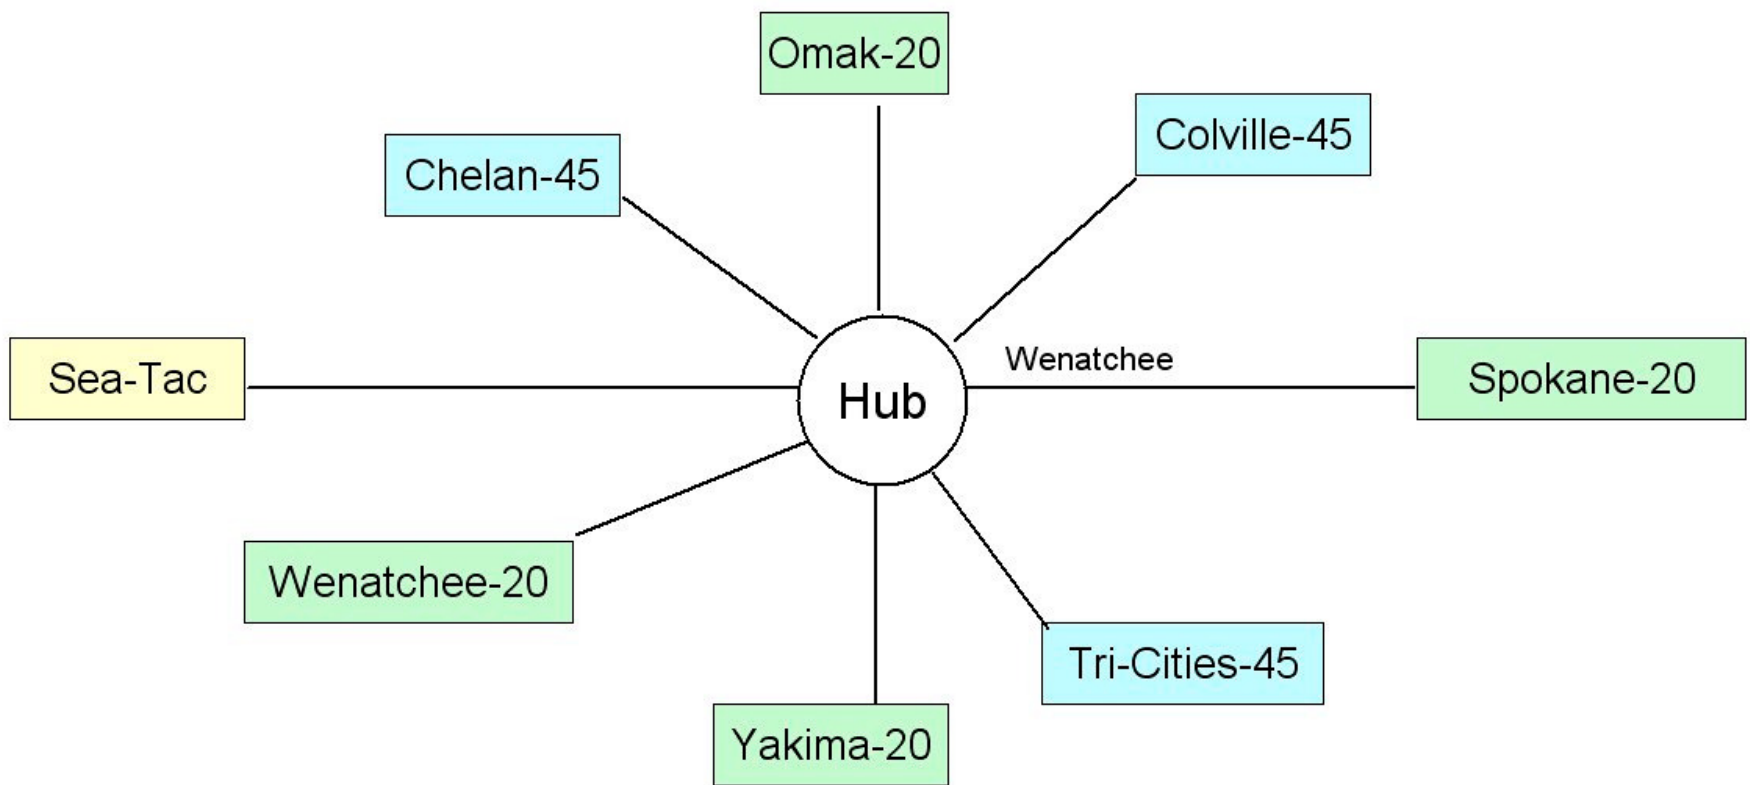 Omak-20
Colville-45
Chelan-45
Wenatchee
Sea-Tac
Hub
Spokane-20
Wenatchee-20
Tri-Cities-45
Yakima-20